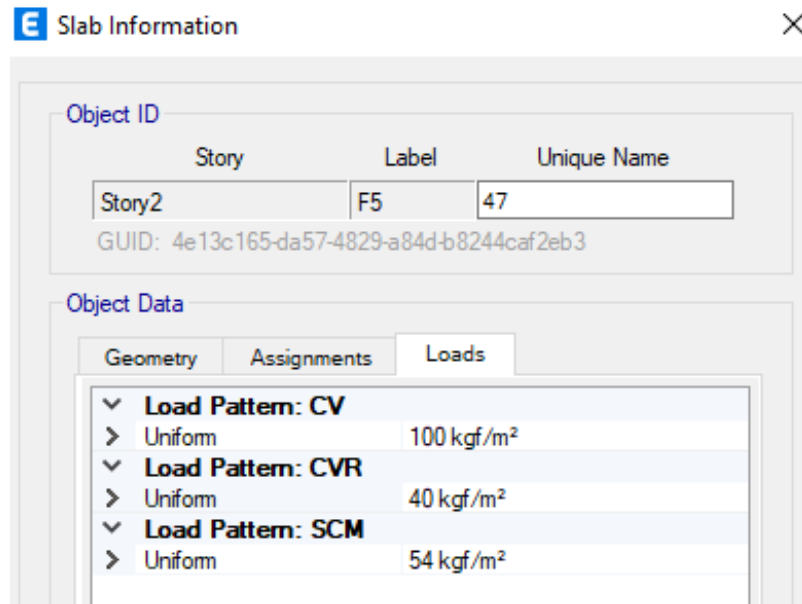 E Slab Information
Object ID
Story Label Unique Name
Story2 F5 47
GUID: 4e13c165-da57-4829-a84d-b8244caf2eb3
Object Data
Geometry Assignments Loads
Load Pattern: CV
Uniform 100 kgf/m²
Load Pattern: CVR
Uniform 40 kgf/m²
Load Pattern: SCM
Uniform 54 kgf/m²